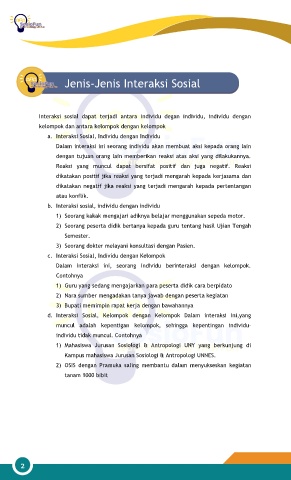 Jenis-Jenis Interaksi Sosial
Interaksi sosial dapat terjadi antara individu degan individu, individu dengan
kelompok dan antara kelompok dengan kelompok
a. Interaksi Sosial, Individu dengan Individu
Dalam interaksi ini seorang individu akan membuat aksi kepada orang lain
dengan tujuan orang lain memberikan reaksi atas aksi yang dilakukannya.
Reaksi yang muncul dapat bersifat positif dan juga negatif. Reaksi
dikatakan positif jika reaksi yang terjadi mengarah kepada kerjasama dan
dikatakan negatif jika reaksi yang terjadi mengarah kepada pertentangan
atau konflik.
b. Interaksi sosial, individu dengan individu
1) Seorang kakak mengajari adiknya belajar menggunakan sepeda motor.
2) Seorang peserta didik bertanya kepada guru tentang hasil Ujian Tengah
Semester.
3) Seorang dokter melayani konsultasi dengan Pasien.
c. Interaksi Sosial, Individu dengan Kelompok
Dalam interaksi ini, seorang individu berinteraksi dengan kelompok.
Contohnya
1) Guru yang sedang mengajarkan para peserta didik cara berpidato
2) Nara sumber mengadakan tanya jawab dengan peserta kegiatan
3) Bupati memimpin rapat kerja dengan bawahannya
d. Interaksi Sosial, Kelompok dengan Kelompok Dalam interaksi ini,yang
muncul adalah kepentigan kelompok, sehingga kepentingan individu-
individu tidak muncul. Contohnya
1) Mahasiswa Jurusan Sosiologi & Antropologi UNY yang berkunjung di
Kampus mahasiswa Jurusan Sosiologi & Antropologi UNNES.
2) OSIS dengan Pramuka saling membantu dalam menyukseskan kegiatan
tanam 1000 bibit
2